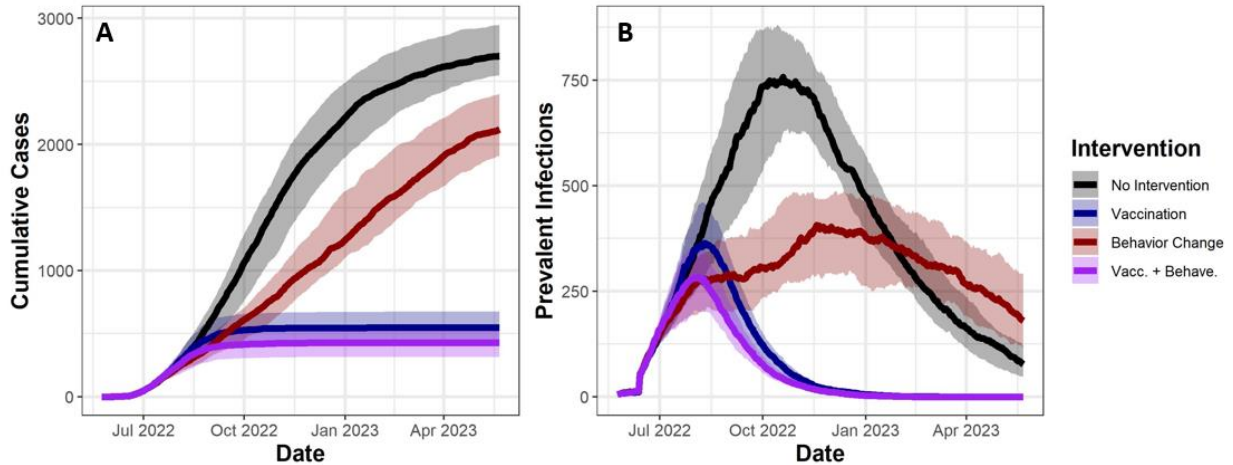 A
Cumulative Cases
3000
2000
1000
0
Jul 2022 Oct 2022 Jan 2023 Apr 2023
Date
B
Prevalent Infections
750
500
250
0
Jul 2022 Oct 2022 Jan 2023 Apr 2023
Date
Intervention
No Intervention
Vaccination
Behavior Change
Vacc. + Behave.